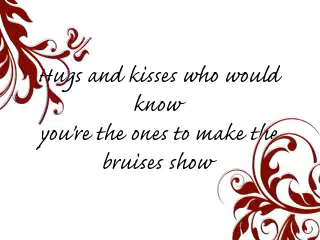 Hugs and kisses who would
know
you're the ones to make the
bruises show